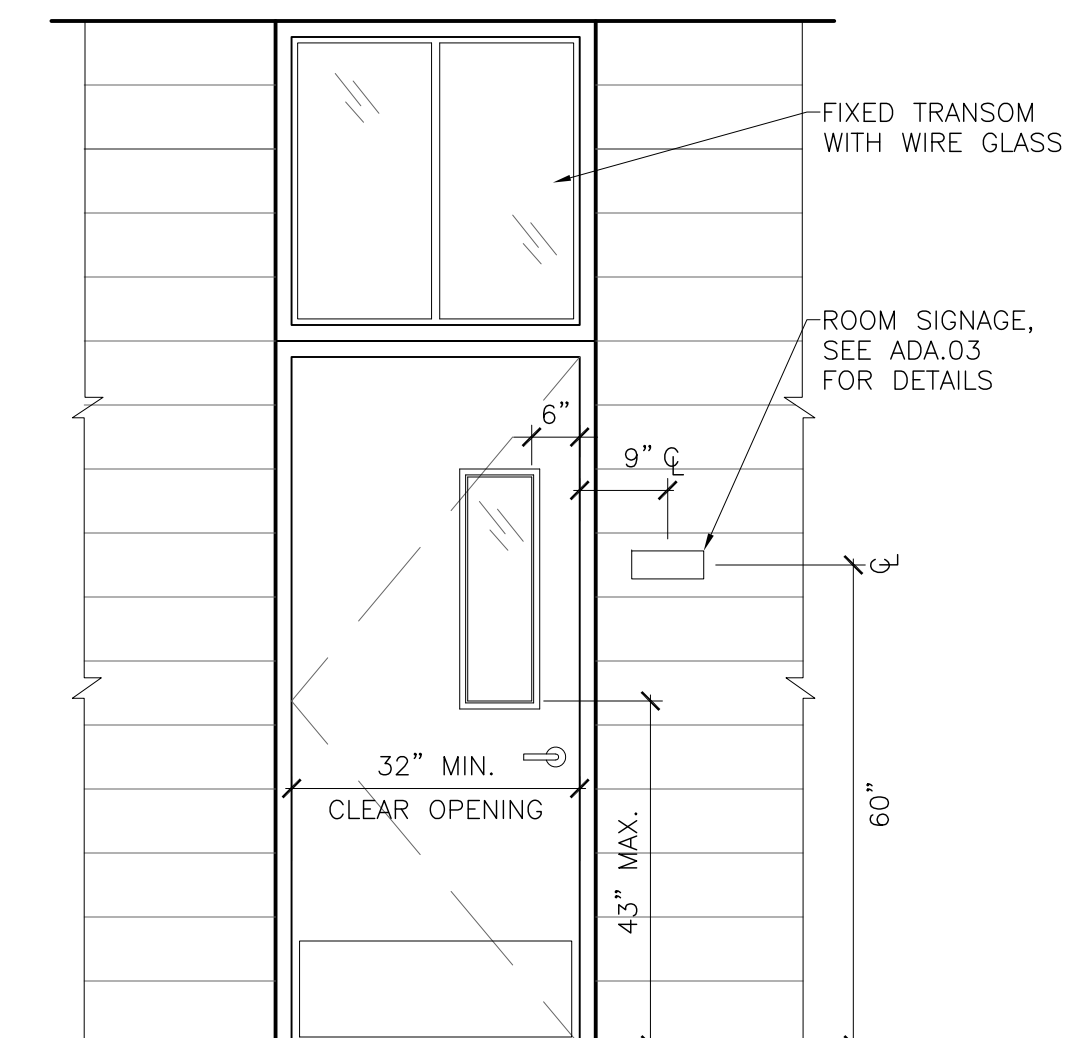 FIXED TRANSOM
WITH WIRE GLASS
ROOM SIGNAGE,
SEE ADA.03
FOR DETAILS
6”
9” ℄
℄
32” MIN.
CLEAR OPENING
43” MAX.
60”